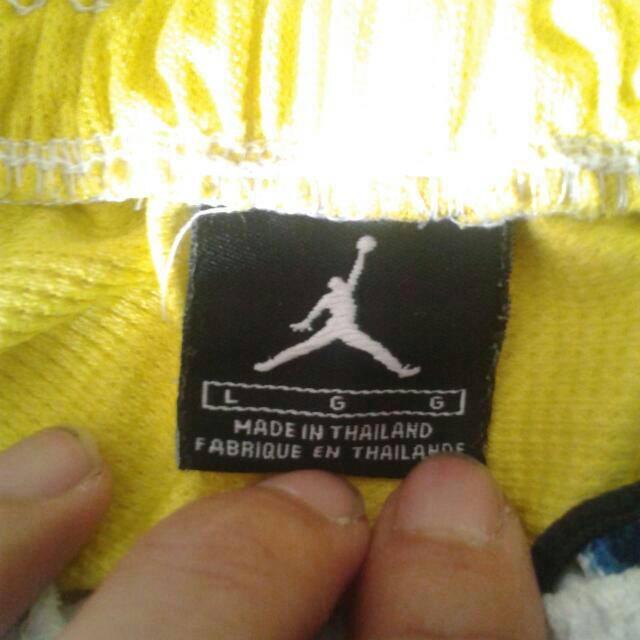 L G G
MADE IN THAILAND
FABRIQUE EN THAILANDE